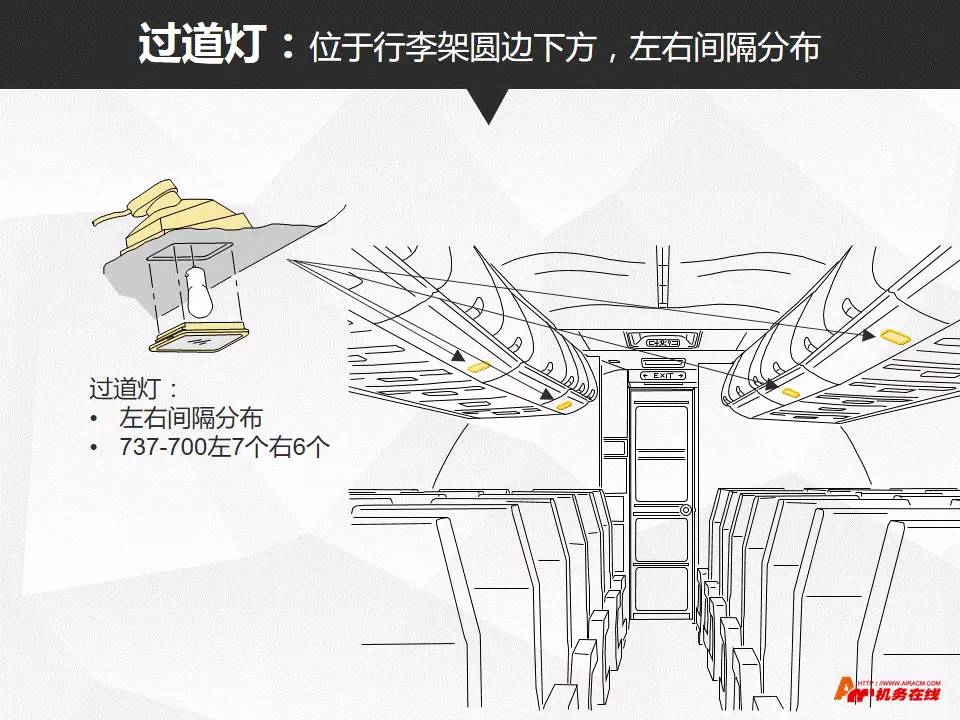 过道灯：位于行李架圆边下方，左右间隔分布
过道灯：
• 左右间隔分布
• 737-700左7个右6个
EXIT
HTTP://WWW.AIRACM.COM
机务在线